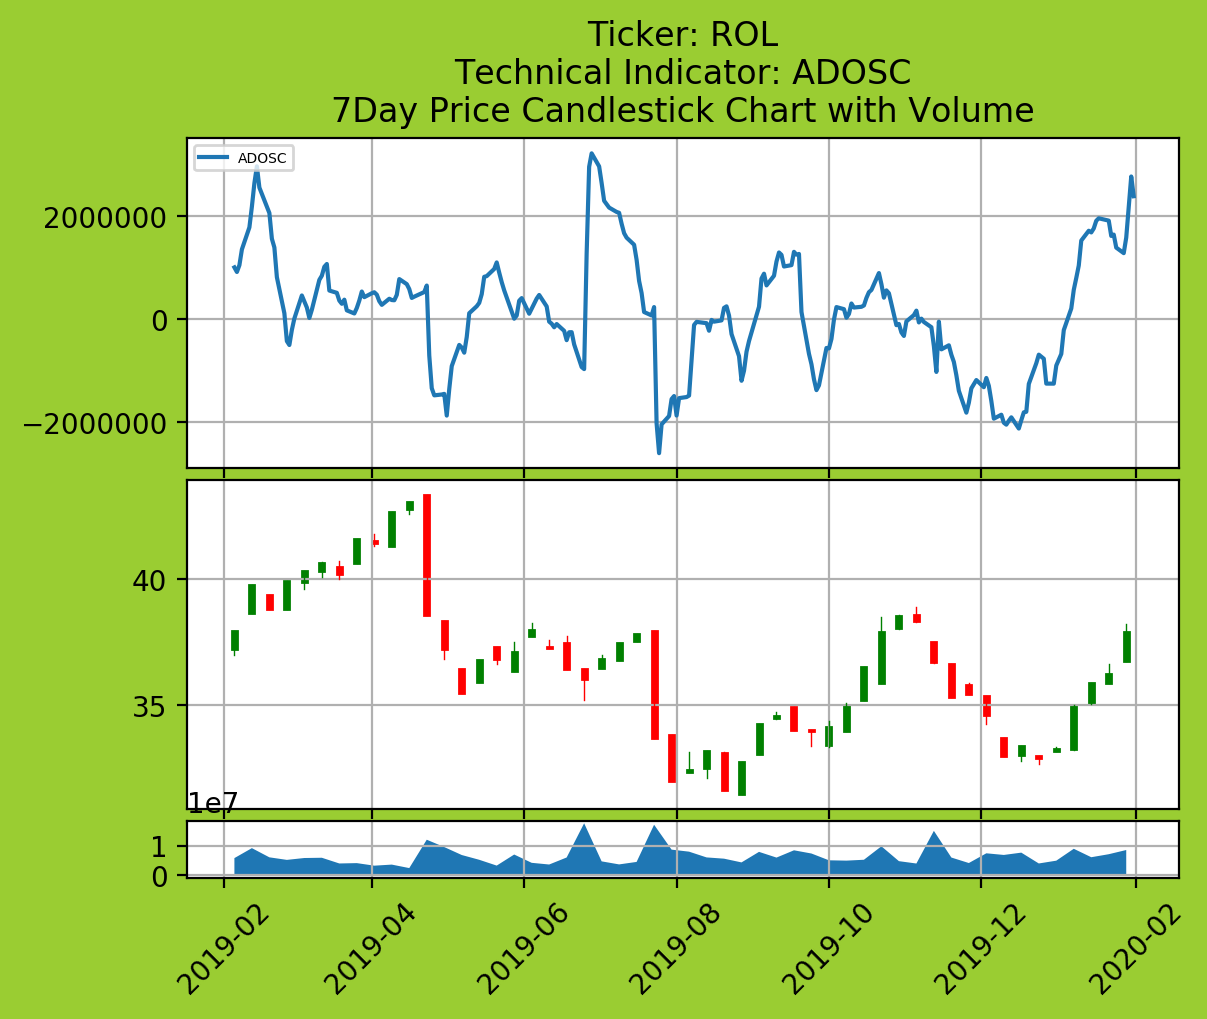 Ticker: ROL
Technical Indicator: ADOSC
7Day Price Candlestick Chart with Volume
ADOSC
2000000
0
−2000000
40
35
1e7
1
0
2019-02
2019-04
2019-06
2019-08
2019-10
2019-12
2020-02